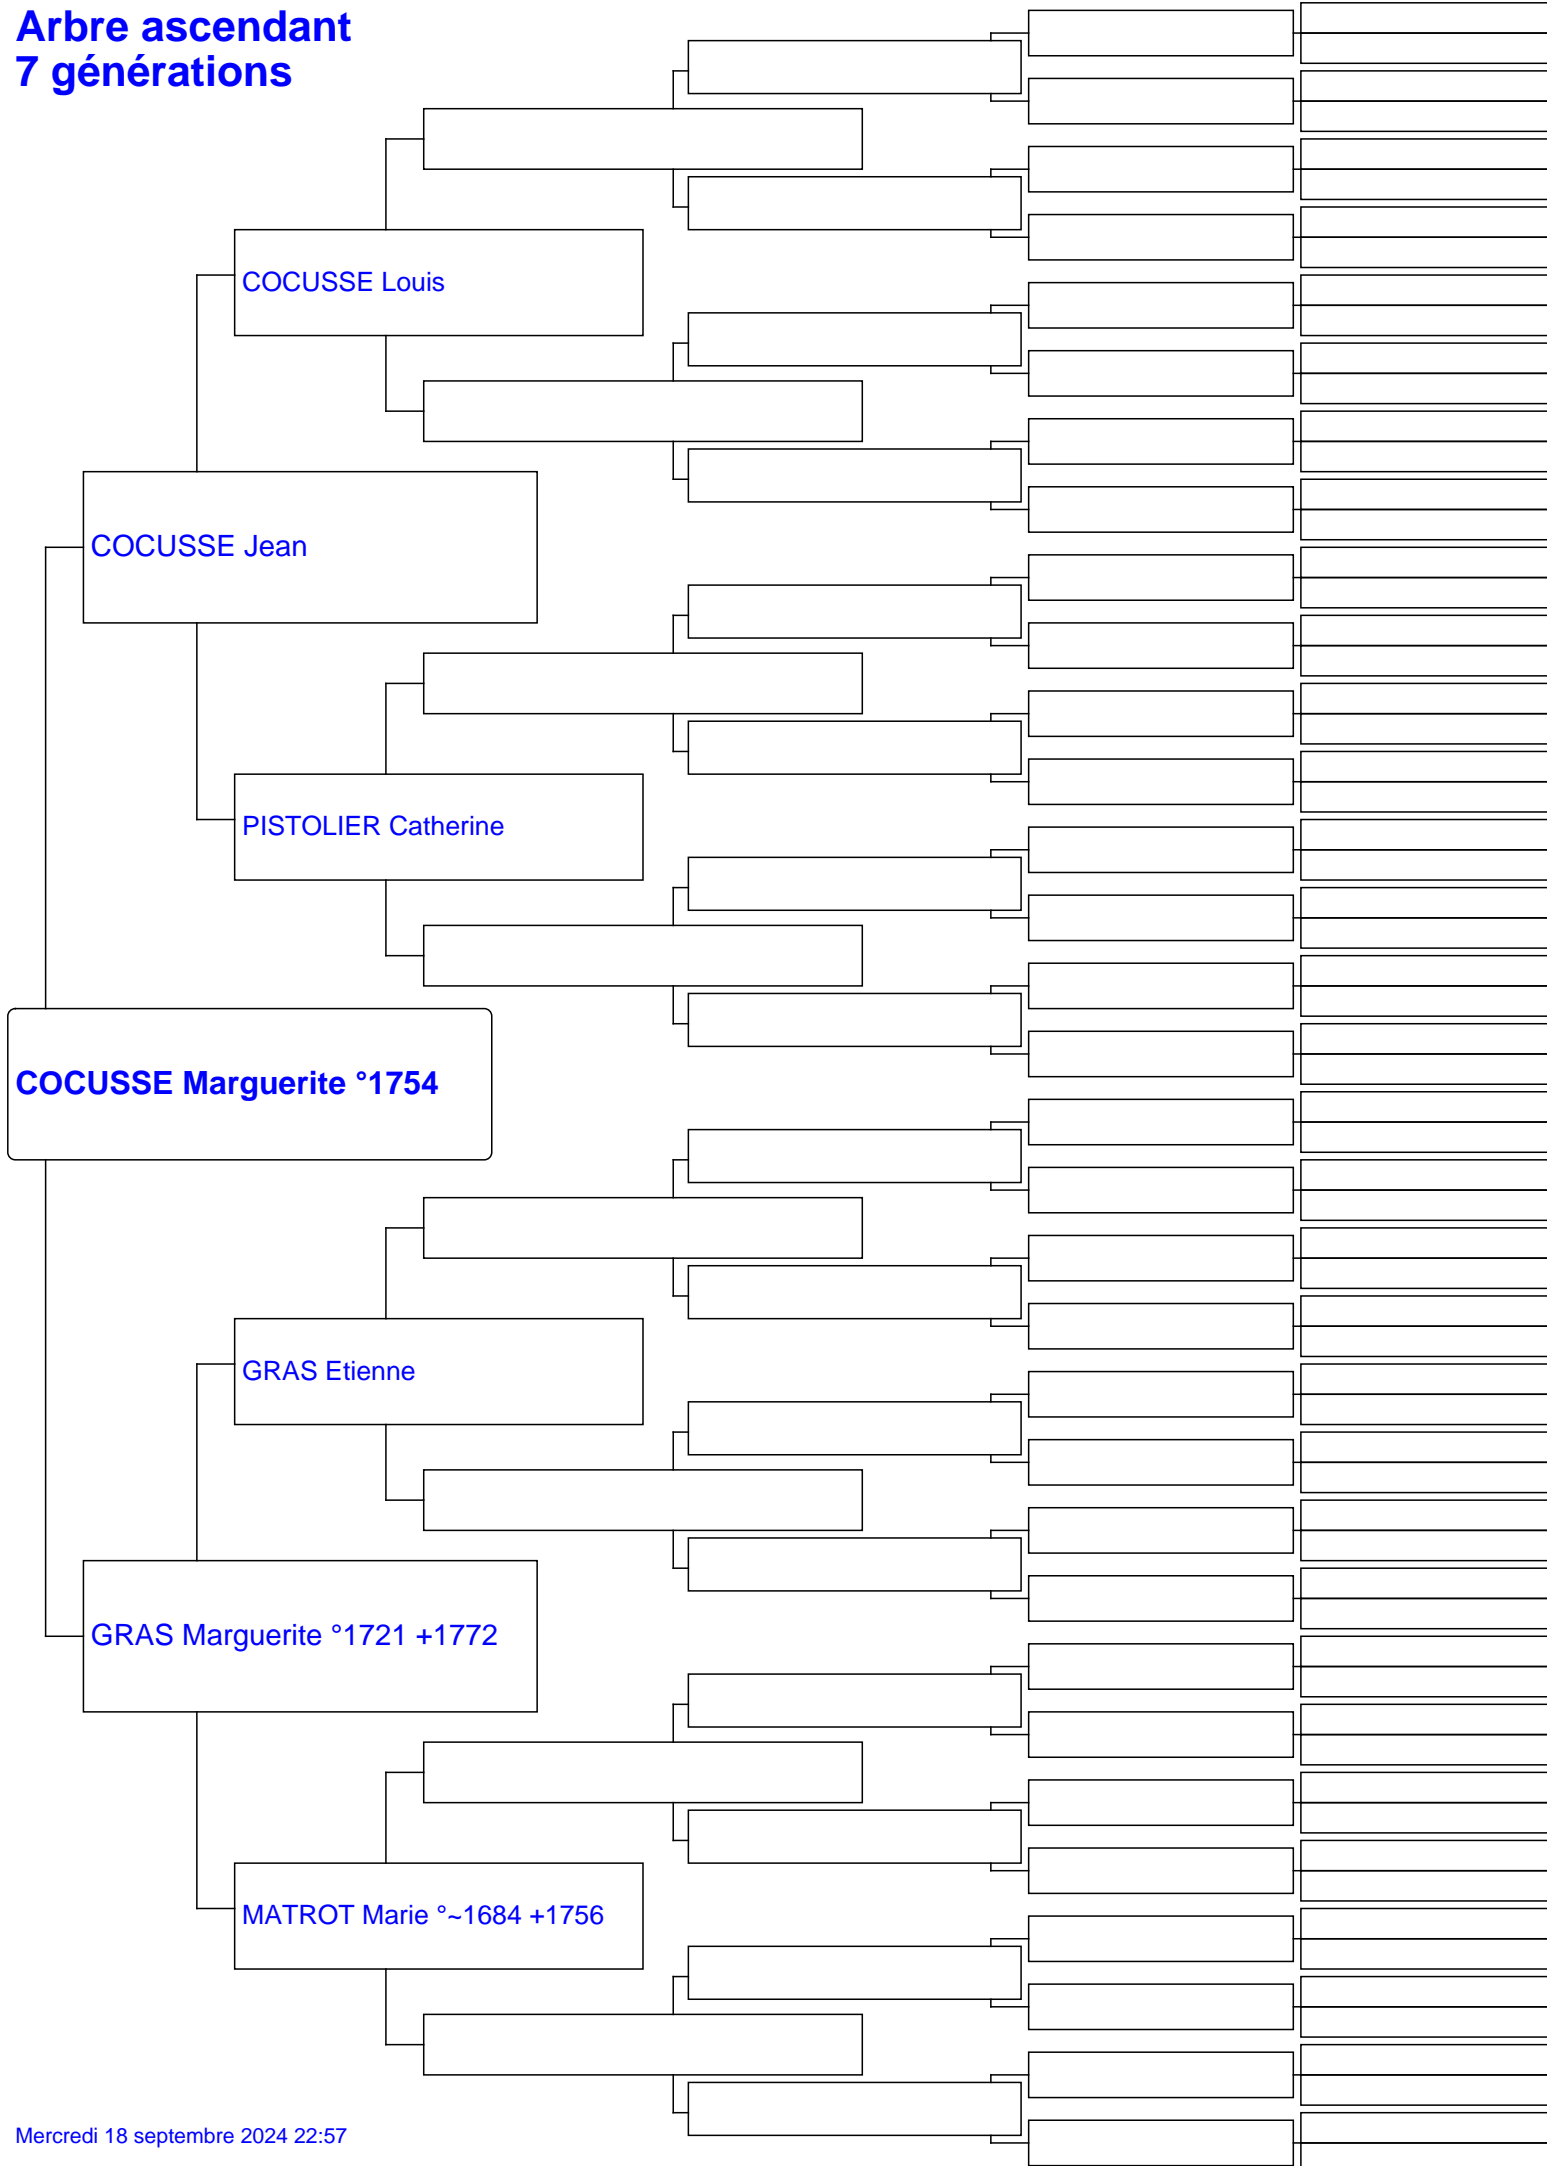 Arbre ascendant
7 générations
COCUSSE Louis
COCUSSE Jean
PISTOLIER Catherine
COCUSSE Marguerite °1754
GRAS Etienne
GRAS Marguerite °1721 +1772
MATROT Marie °~1684 +1756
Mercredi 18 septembre 2024 22:57